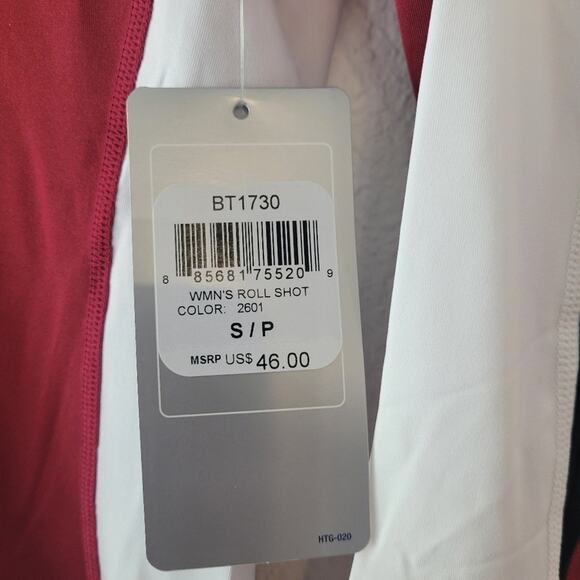 BT1730
8 85681 75520 9
WMN'S ROLL SHOT
COLOR: 2601
S / P
MSRP US$ 46.00
HTG-020